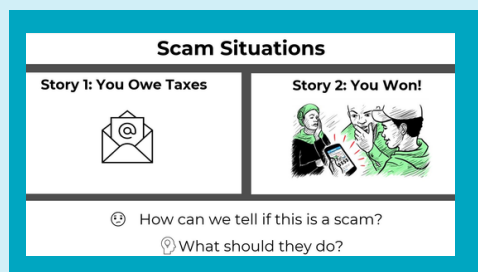 Scam Situations
Story 1: You Owe Taxes
@
Story 2: You Won!
How can we tell if this is a scam?
What should they do?